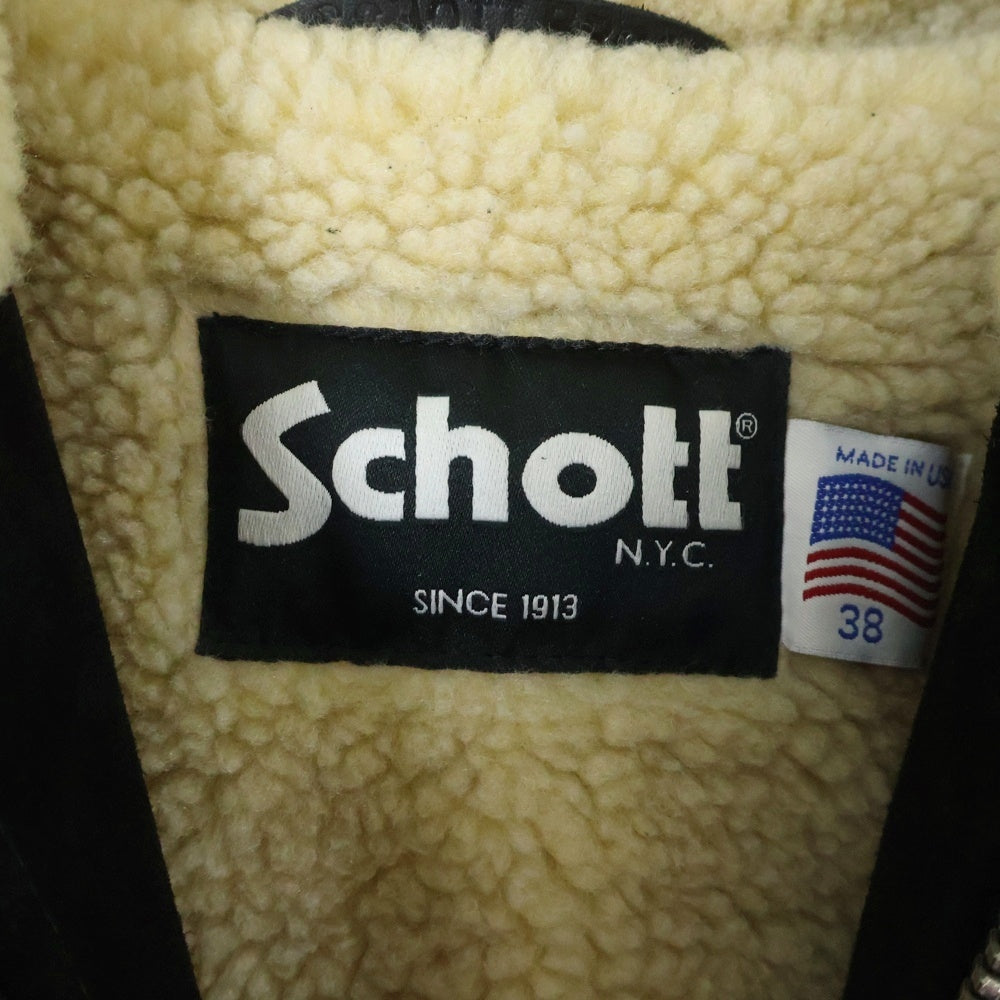 Schott®
N.Y.C.
SINCE 1913
MADE IN USA
38